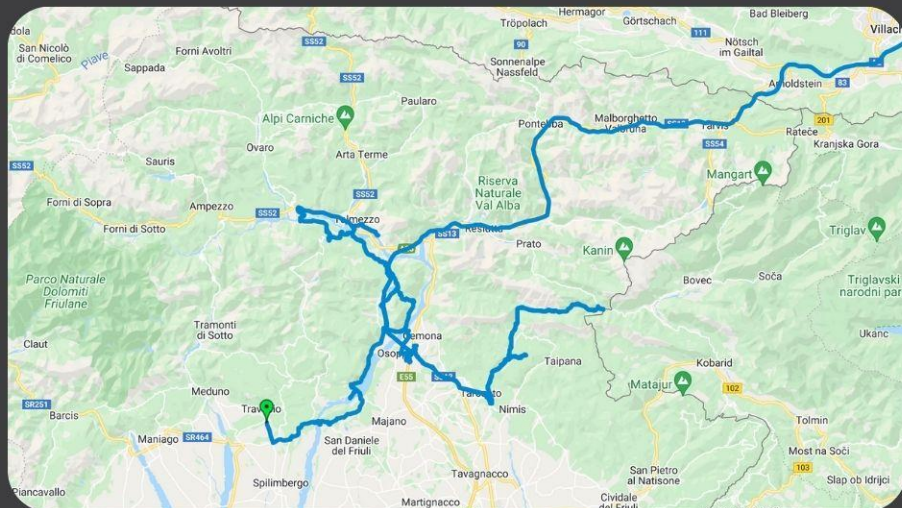 Hermagor
Görtschach
Bad Bleiberg
Tröpolach
dola
San Nicolò
di Comelico
Forni Avoltri
SS52
90
111
Nötsch
im Gailtal
Villach
Piave
Sappada
SS52
Sonnenalpe
Nassfeld
Arnoldstein
83
Paularo
Alpi Carniche
Pontebba
Malborghetto
Valbruna
Tarvis
201
Rateče
Ovaro
Arta Terme
SS54
Kranjska Gora
SS52
Sauris
Riserva
Naturale
Val Alba
Mangart
Forni di Sopra
Ampezzo
SS52
SS52
Tolmezzo
Forni di Sotto
SS13
Resiutta
Prato
Kanin
Triglav
Parco Naturale
Dolomiti
Friulane
Bovec
Soča
Triglavski
narodni par
Tramonti
di Sotto
Gemona
Ukanc
Claut
Osoppo
Taipana
Kobarid
Meduno
E55
Tarcento
Matajur
102
SR251
Barcis
Travesio
Majano
Nimis
Tolmin
Maniago
SR464
San Daniele
del Friuli
Most na Soči
Spilimbergo
Tavagnacco
San Pietro
al Natisone
103
Slap ob Idrijci
Piancavallo
Martignacco
Cividale
del Friuli